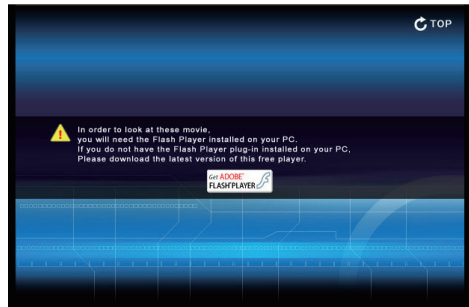 TOP
In order to look at these movie,
you will need the Flash Player installed on your PC.
If you do not have the Flash Player plug-in installed on your PC,
Please download the latest version of this free player.
Get ADOBE®
FLASH®PLAYER